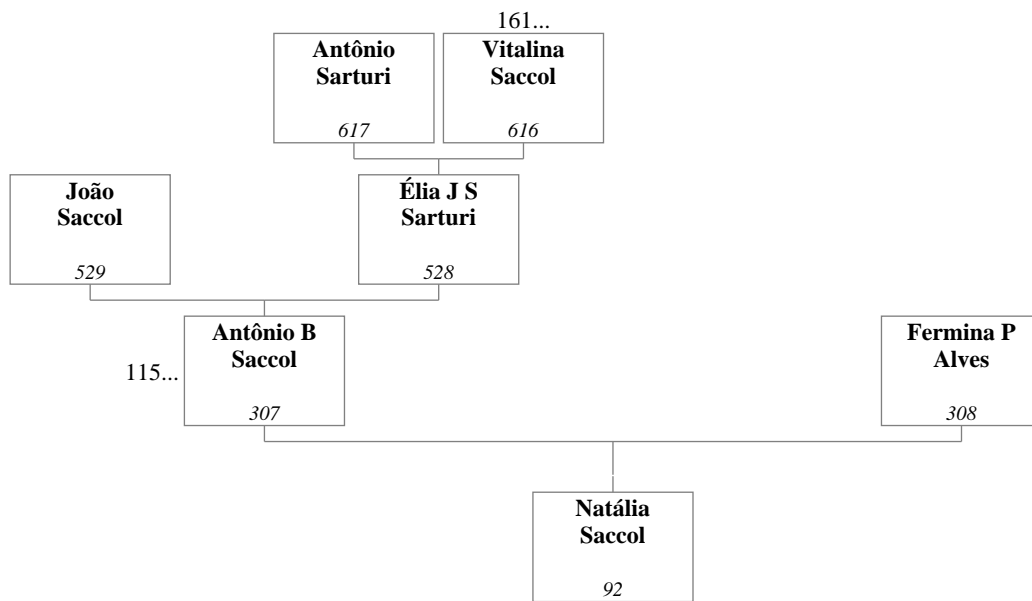 161...
Antônio
Sarturi
617
Vitalina
Saccol
616
João
Saccol
529
Élia J S
Sarturi
528
115...
Antônio B
Saccol
307
Fermina P
Alves
308
Natália
Saccol
92